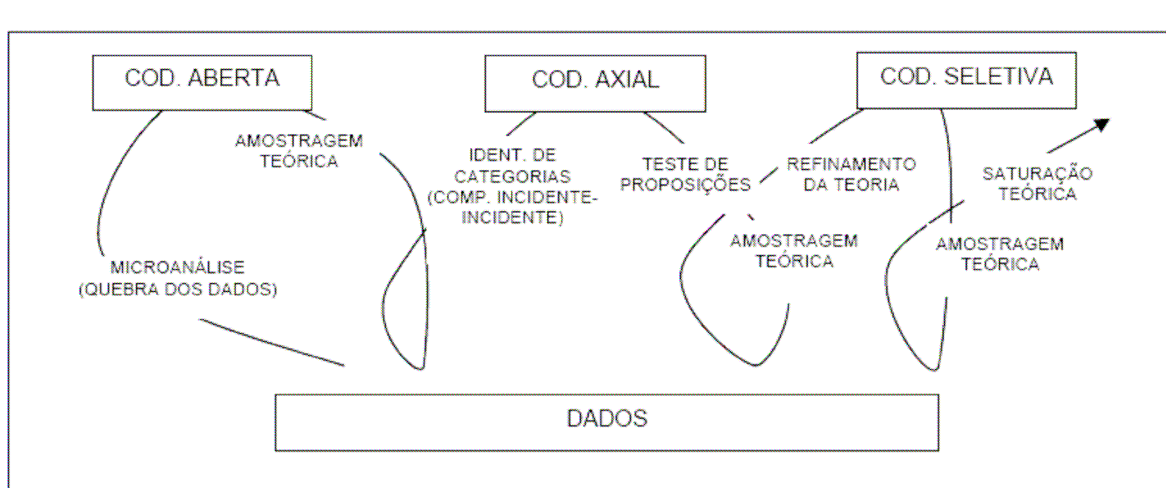 COD. ABERTA
COD. AXIAL
COD. SELETIVA
AMOSTRAGEM
TEÓRICA
IDENT. DE
CATEGORIAS
(COMP. INCIDENTE-
INCIDENTE)
TESTE DE
PROPOSIÇÕES
REFINAMENTO
DA TEORIA
SATURAÇÃO
TEÓRICA
MICROANÁLISE
(QUEBRA DOS DADOS)
AMOSTRAGEM
TEÓRICA
AMOSTRAGEM
TEÓRICA
DADOS